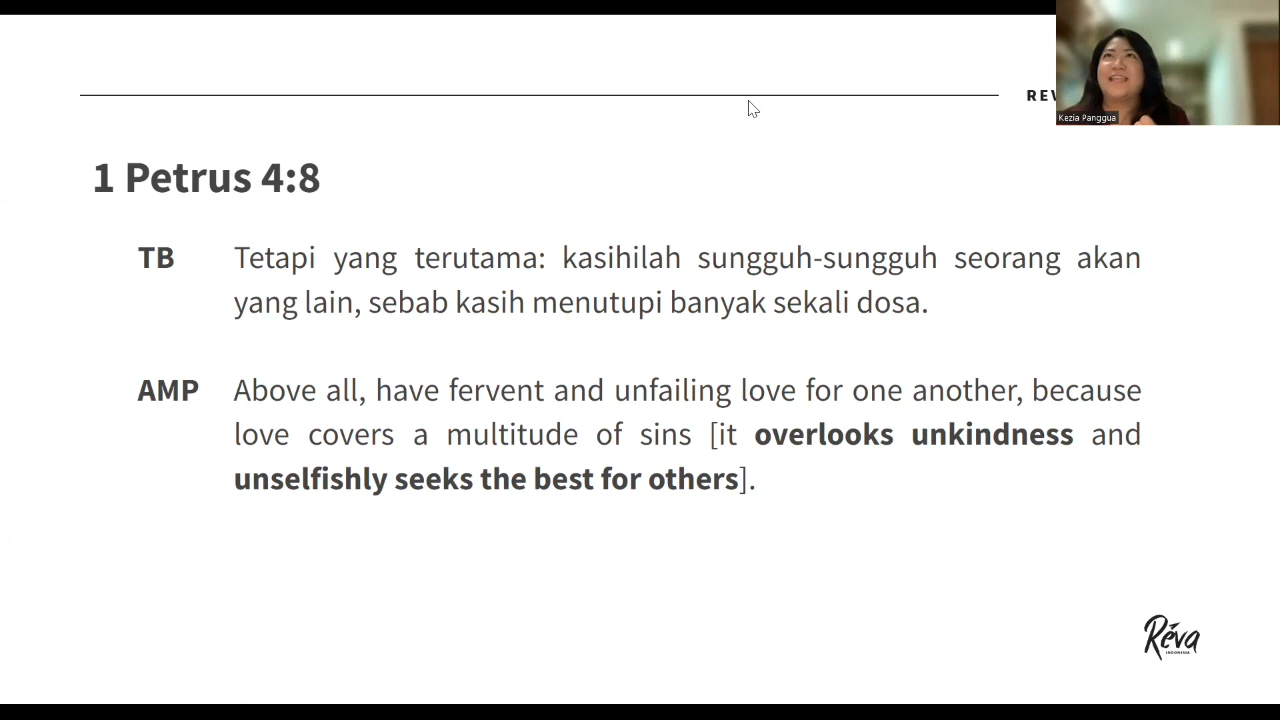 Kezia Panggua
1 Petrus 4:8
TB Tetapi yang terutama: kasihilah sungguh-sungguh seorang akan
yang lain, sebab kasih menutupi banyak sekali dosa.
AMP Above all, have fervent and unfailing love for one another, because
love covers a multitude of sins [it overlooks unkindness and
unselfishly seeks the best for others].
Réva
INDONESIA